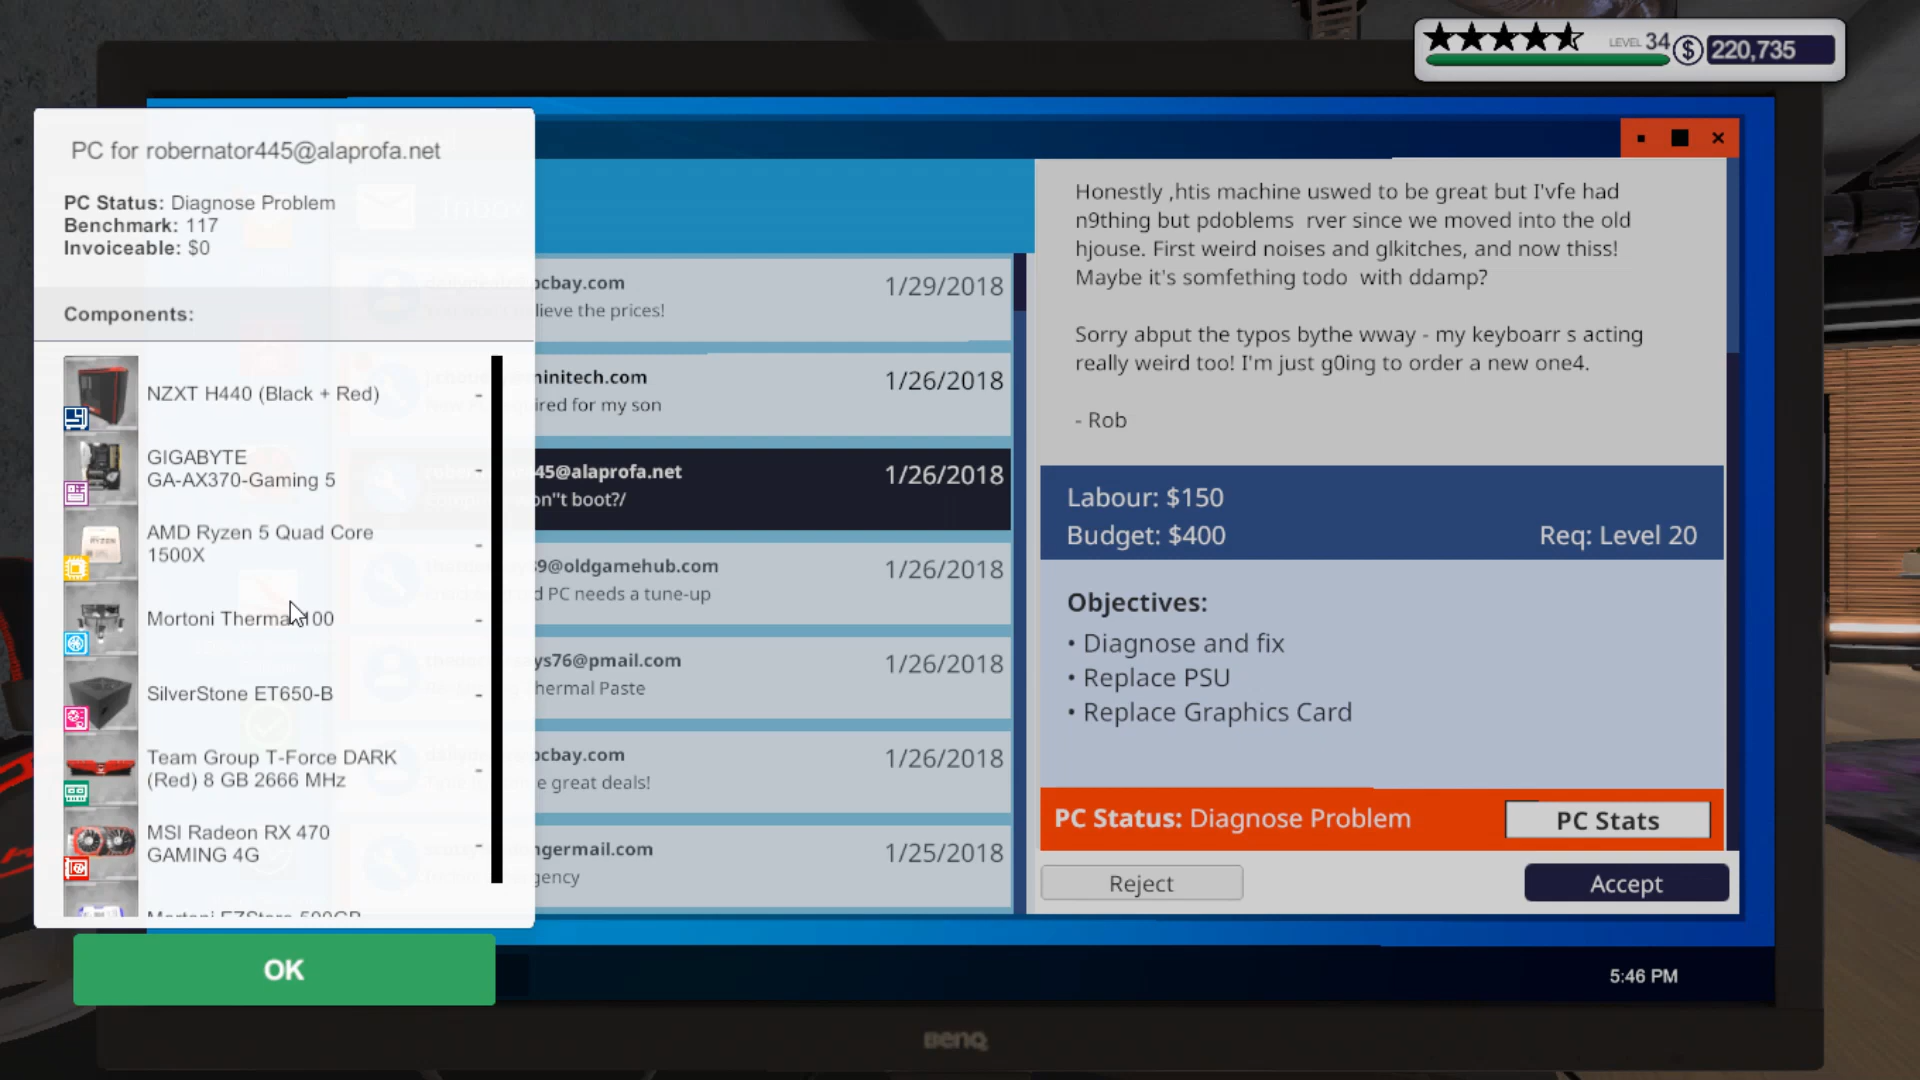 LEVEL 34
220,735
PC for robernator445@alaprofa.net
PC Status: Diagnose Problem
Benchmark: 117
Invoiceable: $0
Components:
NZXT H440 (Black + Red) -
GIGABYTE
GA-AX370-Gaming 5 -
AMD Ryzen 5 Quad Core
1500X -
Mortoni Therma 100 -
SilverStone ET650-B -
Team Group T-Force DARK
(Red) 8 GB 2666 MHz -
MSI Radeon RX 470
GAMING 4G -
Mortoni EZStore 500GB
OK
pcbay.com 1/29/2018
lieve the prices!
initech.com 1/26/2018
ired for my son
45@alaprofa.net 1/26/2018
on"t boot?/
9@oldgamehub.com 1/26/2018
d PC needs a tune-up
ys76@pmail.com 1/26/2018
hermal Paste
pcbay.com 1/26/2018
e great deals!
ngermail.com 1/25/2018
gency
Honestly ,htis machine uswed to be great but I'vfe had
n9thing but pdoblems rver since we moved into the old
hjouse. First weird noises and glkitches, and now thiss!
Maybe it's somfething todo with ddamp?
Sorry abput the typos bythe wway - my keyboarr s acting
really weird too! I'm just g0ing to order a new one4.
- Rob
Labour: $150
Budget: $400 Req: Level 20
Objectives:
• Diagnose and fix
• Replace PSU
• Replace Graphics Card
PC Status: Diagnose Problem PC Stats
Reject Accept
5:46 PM
BenQ